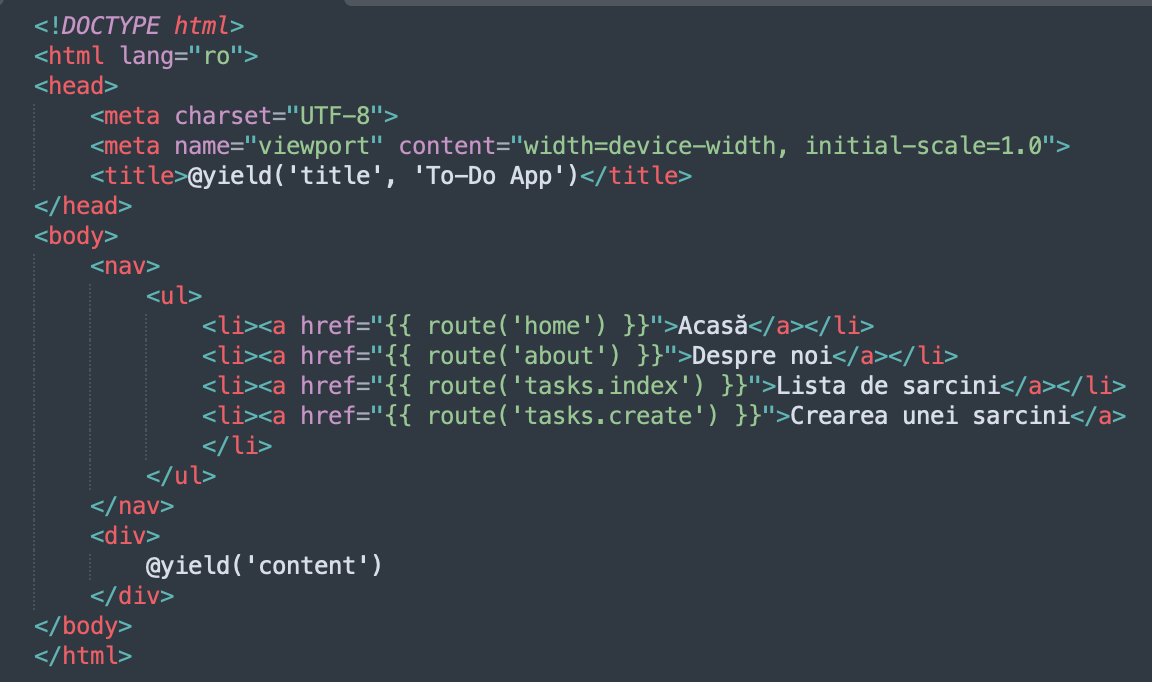 <!DOCTYPE html>
<html lang="ro">
<head>
    <meta charset="UTF-8">
    <meta name="viewport" content="width=device-width, initial-scale=1.0">
    <title>@yield('title', 'To-Do App')</title>
</head>
<body>
    <nav>
        <ul>
            <li><a href="{{ route('home') }}">Acasă</a></li>
            <li><a href="{{ route('about') }}">Despre noi</a></li>
            <li><a href="{{ route('tasks.index') }}">Lista de sarcini</a></li>
            <li><a href="{{ route('tasks.create') }}">Crearea unei sarcini</a>
            </li>
        </ul>
    </nav>
    <div>
        @yield('content')
    </div>
</body>
</html>